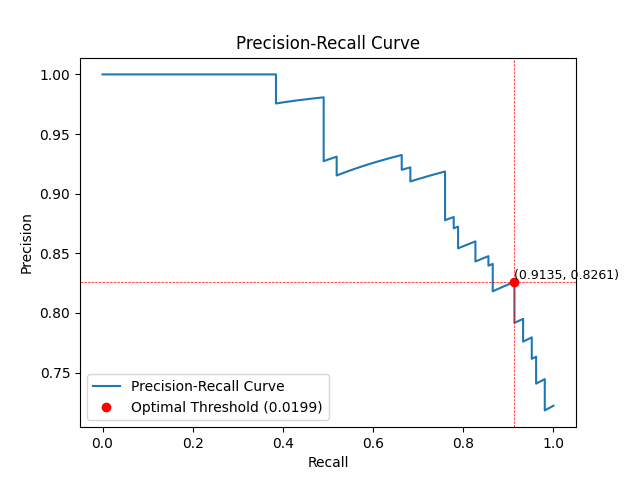 Precision-Recall Curve
1.00
0.95
0.90
0.85
0.80
0.75
Precision
(0.9135, 0.8261)
Precision-Recall Curve
Optimal Threshold (0.0199)
0.0 0.2 0.4 0.6 0.8 1.0
Recall